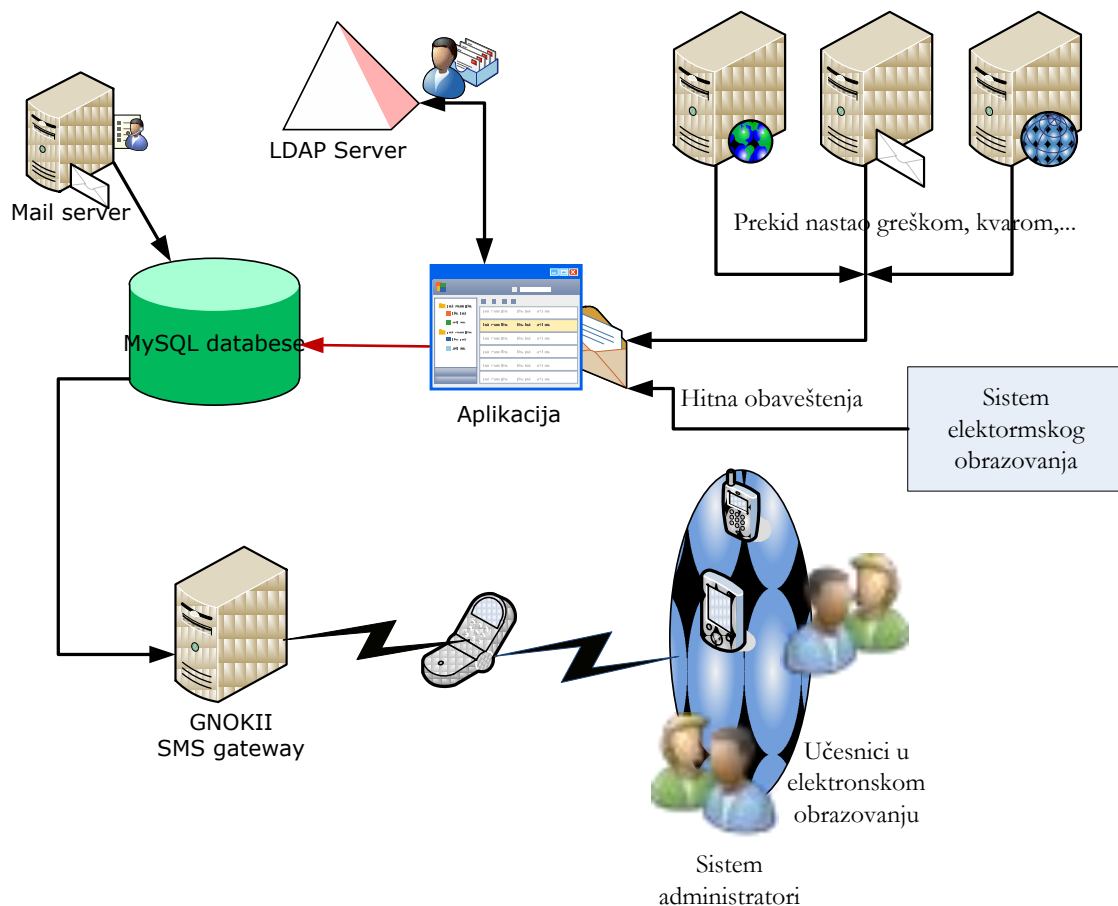 LDAP Server
Mail server
Prekid nastao greškom, kvarom,...
MySQL databese
Aplikacija
Hitna obaveštenja
Sistem
elektormskog
obrazovanja
GNOKII
SMS gateway
Učesnici u
elektronskom
obrazovanju
Sistem
administratori